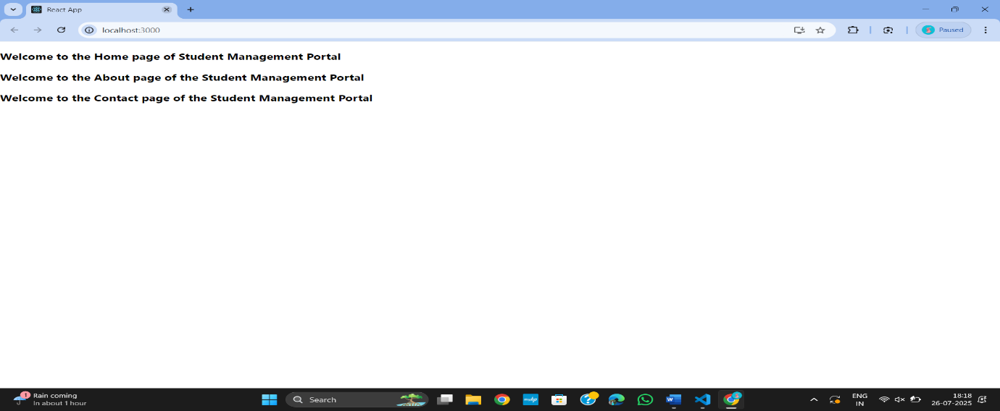 React App
localhost:3000
Paused
Welcome to the Home page of Student Management Portal
Welcome to the About page of the Student Management Portal
Welcome to the Contact page of the Student Management Portal
1
Rain coming
In about 1 hour
Search
myhp
ENG
IN
18:18
26-07-2025